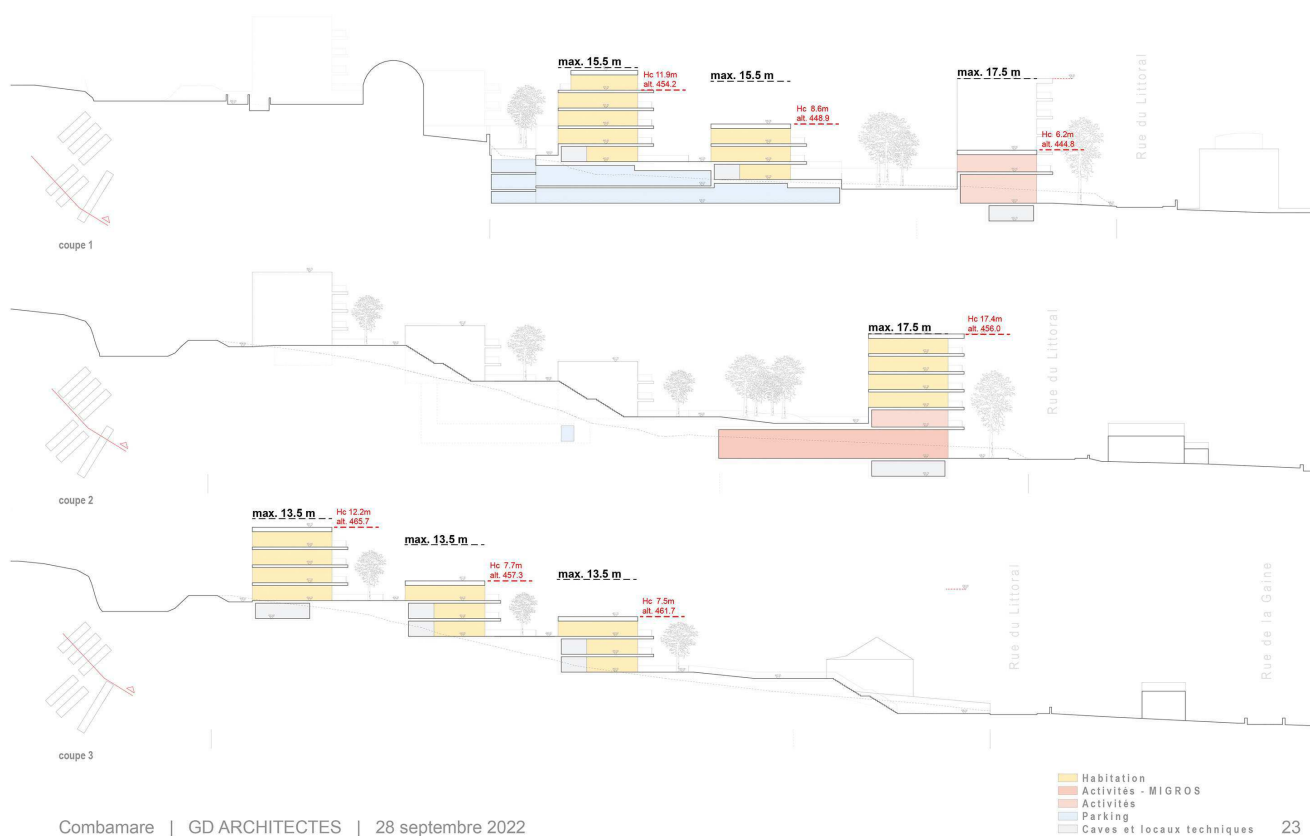 max. 15.5 m
Hc 11.9m
alt. 454.2
max. 15.5 m
Hc 8.6m
alt. 448.9
max. 17.5 m
Hc 6.2m
alt. 444.8
Rue du Littoral
coupe 1
max. 17.5 m
Hc 17.4m
alt. 456.0
Rue du Littoral
coupe 2
max. 13.5 m
Hc 12.2m
alt. 465.7
max. 13.5 m
Hc 7.7m
alt. 457.3
max. 13.5 m
Hc 7.5m
alt. 461.7
Rue du Littoral
Rue de la Gaine
coupe 3
Habitation
Activités - MIGROS
Activités
Parking
Caves et locaux techniques
Combamare | GD ARCHITECTES | 28 septembre 2022
23